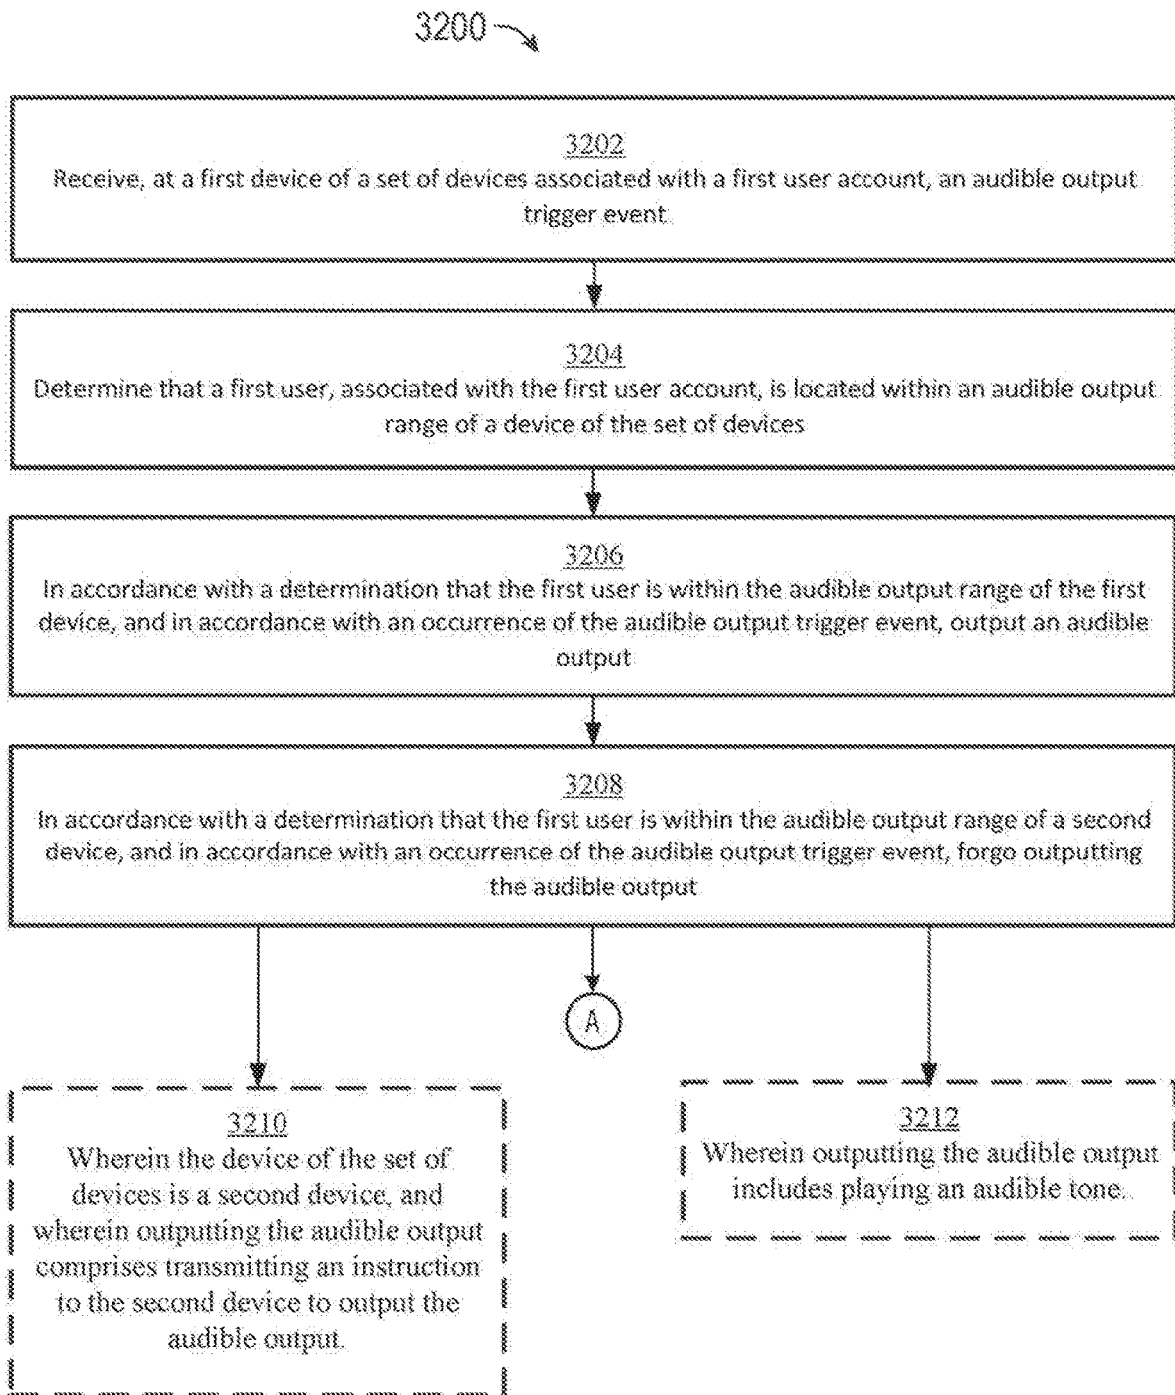 3200
3202
Receive, at a first device of a set of devices associated with a first user account, an audible output
trigger event.
3204
Determine that a first user, associated with the first user account, is located within an audible output
range of a device of the set of devices
3206
In accordance with a determination that the first user is within the audible output range of the first
device, and in accordance with an occurrence of the audible output trigger event, output an audible
output
3208
In accordance with a determination that the first user is within the audible output range of a second
device, and in accordance with an occurrence of the audible output trigger event, forgo outputting
the audible output
A
3210
Wherein the device of the set of
devices is a second device, and
wherein outputting the audible output
comprises transmitting an instruction
to the second device to output the
audible output.
3212
Wherein outputting the audible output
includes playing an audible tone.